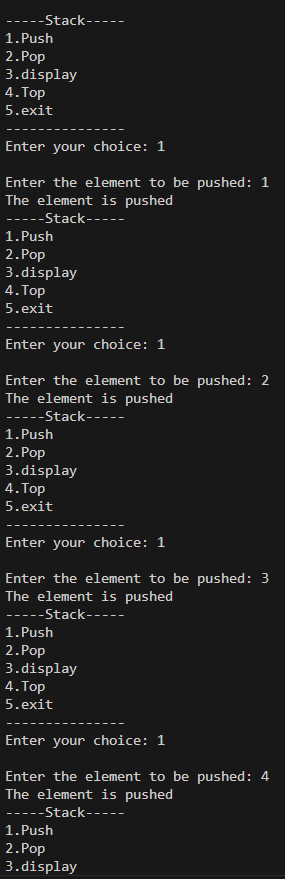 -----Stack-----
1.Push
2.Pop
3.display
4.Top
5.exit
---------------
Enter your choice: 1

Enter the element to be pushed: 1
The element is pushed
-----Stack-----
1.Push
2.Pop
3.display
4.Top
5.exit
---------------
Enter your choice: 1

Enter the element to be pushed: 2
The element is pushed
-----Stack-----
1.Push
2.Pop
3.display
4.Top
5.exit
---------------
Enter your choice: 1

Enter the element to be pushed: 3
The element is pushed
-----Stack-----
1.Push
2.Pop
3.display
4.Top
5.exit
---------------
Enter your choice: 1

Enter the element to be pushed: 4
The element is pushed
-----Stack-----
1.Push
2.Pop
3.display